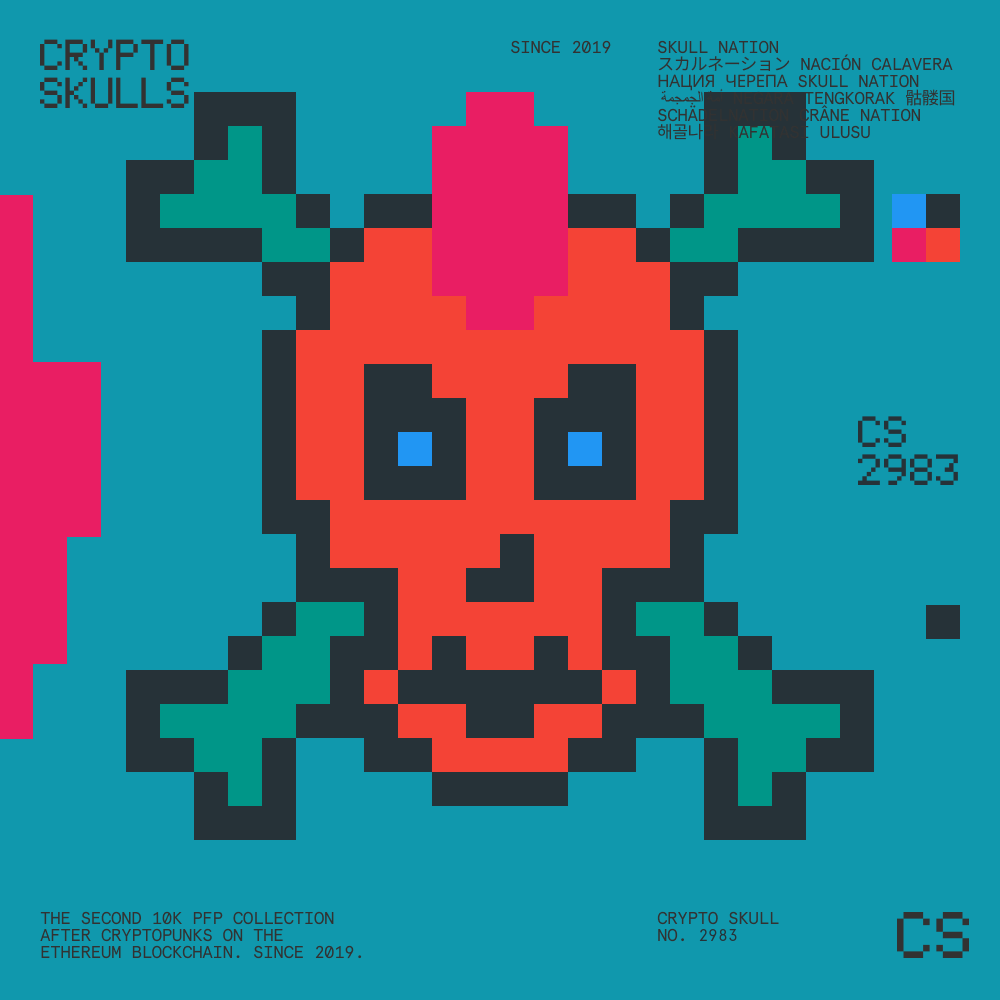 CRYPTO
SKULLS
SINCE 2019
SKULL NATION
スカルネーション NACIÓN CALAVERA
НАЦИЯ ЧЕРЕПА SKULL NATION
الجمجمة TENGKORAK 骷髅国
CRÂNE NATION
해골 KAFATASI ULUSU
CS
2983
THE SECOND 10K PFP COLLECTION
AFTER CRYPTOPUNKS ON THE
ETHEREUM BLOCKCHAIN. SINCE 2019.
CRYPTO SKULL
NO. 2983
CS